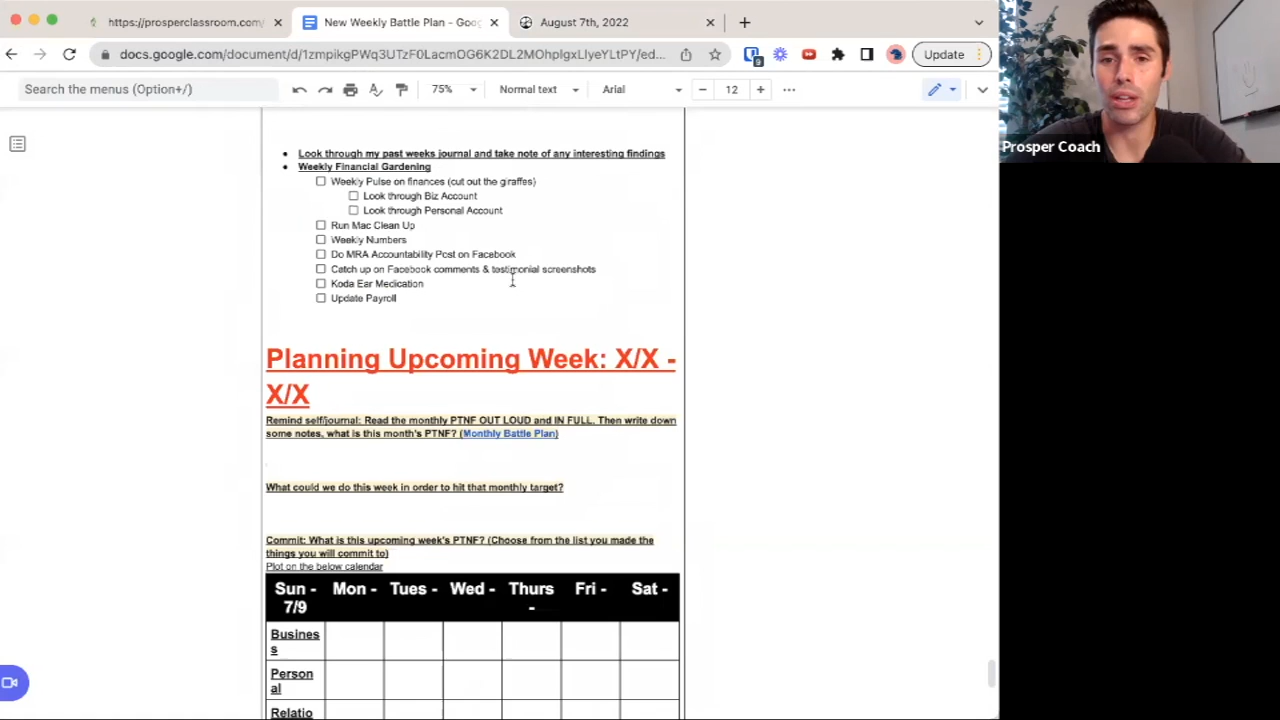 https://prosperclassroom.com/
New Weekly Battle Plan - Goo
August 7th, 2022
docs.google.com/document/d/1zmpikgPWq3UTzF0LacmOG6K2DL2MOhpIgxLIyeYLtPY/ed...
9
Update
Search the menus (Option+/)
75%
Normal text
Arial
12
Prosper Coach
Look through my past weeks journal and take note of any interesting findings
Weekly Financial Gardening
Weekly Pulse on finances (cut out the giraffes)
Look through Biz Account
Look through Personal Account
Run Mac Clean Up
Weekly Numbers
Do MRA Accountability Post on Facebook
Catch up on Facebook comments & testimonial screenshots
Koda Ear Medication
Update Payroll
Planning Upcoming Week: X/X -
X/X
Remind self/journal: Read the monthly PTNF OUT LOUD and IN FULL. Then write down
some notes, what is this month's PTNF? (Monthly Battle Plan)
What could we do this week in order to hit that monthly target?
Commit: What is this upcoming week's PTNF? (Choose from the list you made the
things you will commit to)
Plot on the below calendar
Sun - Mon - Tues - Wed - Thurs Fri - Sat -
7/9 -
Busines
s
Person
al
Relatio